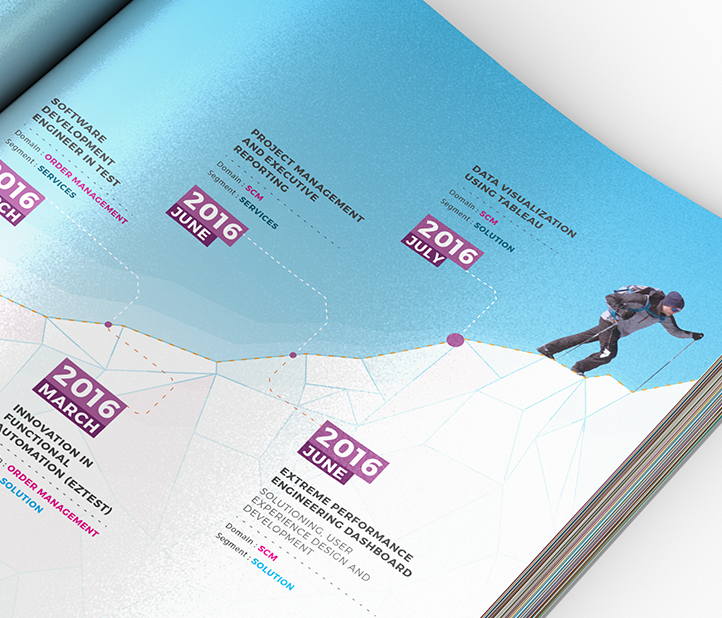 SOFTWARE
DEVELOPMENT
ENGINEER IN TEST
Domain : ORDER MANAGEMENT
Segment : SERVICES
2016
PROJECT MANAGEMENT
AND EXECUTIVE
REPORTING
Domain : SCM
Segment : SERVICES
2016
JUNE
DATA VISUALIZATION
USING TABLEAU
Domain : SCM
Segment : SOLUTION
2016
JULY
2016
MARCH
INNOVATION IN
FUNCTIONAL
AUTOMATION (EZTEST)
: ORDER MANAGEMENT
: SOLUTION
2016
JUNE
EXTREME PERFORMANCE
ENGINEERING DASHBOARD
SOLUTIONING, USER
EXPERIENCE DESIGN AND
DEVELOPMENT
Domain : SCM
Segment : SOLUTION